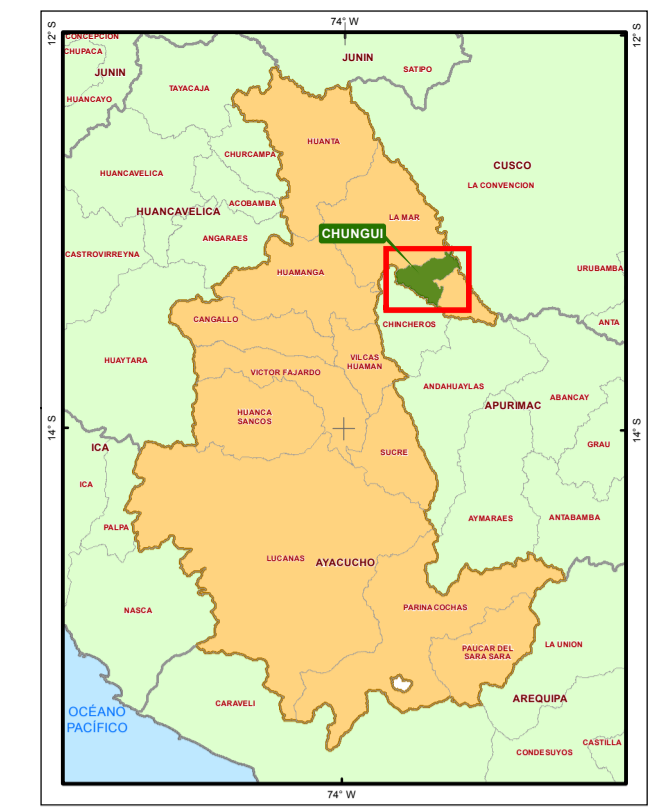 74° W
12° S
12° S
CONCEPCION
CHUPACA
JUNIN
JUNIN
SATIPO
TAYACAJA
HUANCAYO
HUANTA
CHURCAMPA
CUSCO
HUANCAVELICA
LA CONVENCION
ACOBAMBA
HUANCAVELICA
LA MAR
CHUNGUI
ANGARAES
CASTROVIRREYNA
URUBAMBA
HUAMANGA
CANGALLO
CHINCHEROS
ANTA
VILCAS
HUAMAN
HUAYTARA
VICTOR FAJARDO
ANDAHUAYLAS
ABANCAY
APURIMAC
HUANCA
SANCOS
14° S
14° S
GRAU
ICA
SUCRE
ICA
AYMARAES
ANTABAMBA
PALPA
LUCANAS
AYACUCHO
PARINACOCHAS
NASCA
PAUCAR DEL
SARA SARA
LA UNION
AREQUIPA
CARAVELI
OCÉANO
PACÍFICO
CASTILLA
CONDESUYOS
74° W